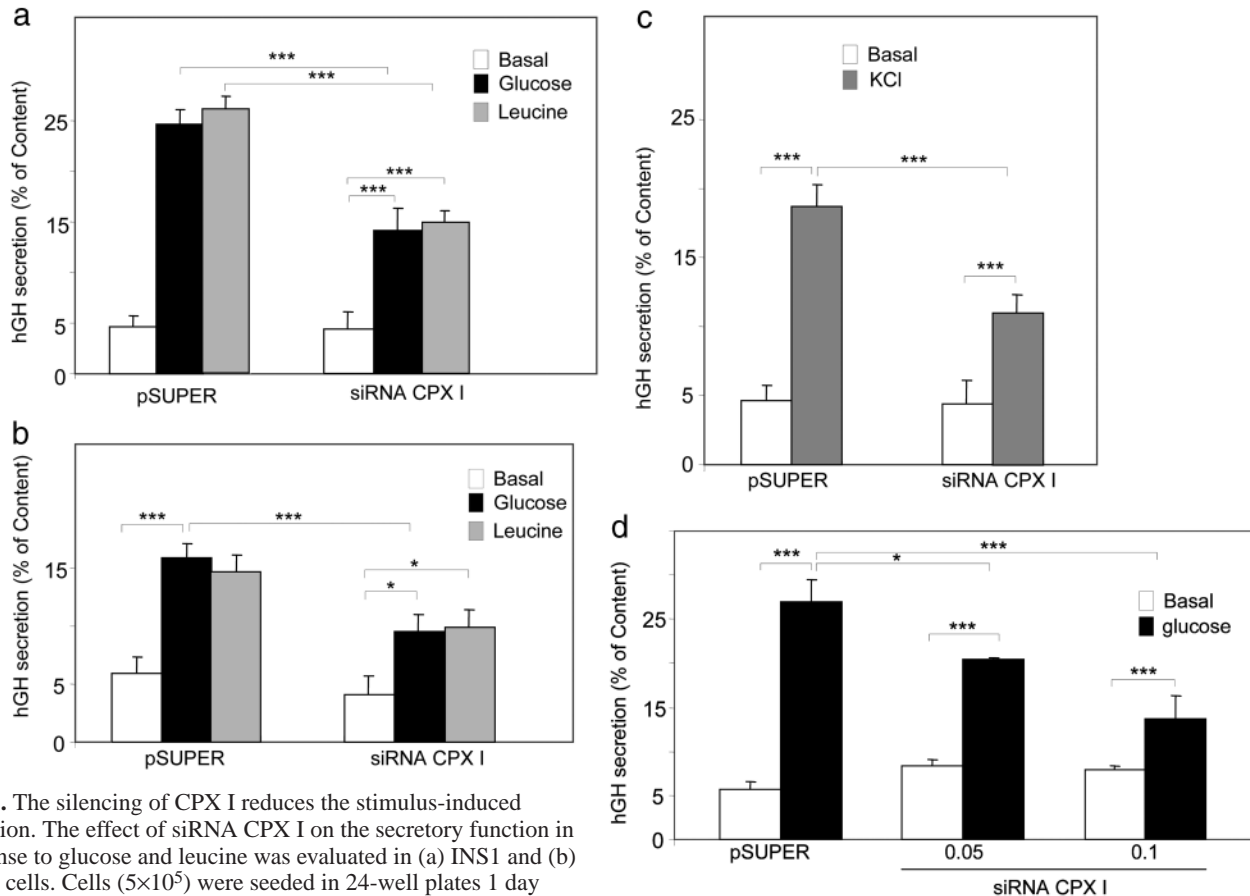 a
hGH secretion (% of Content)
25
15
5
0
***
***
***
***
Basal
Glucose
Leucine
pSUPER
siRNA CPX I
b
hGH secretion (% of Content)
15
5
0
***
***
*
*
Basal
Glucose
Leucine
pSUPER
siRNA CPX I
c
hGH secretion (% of Content)
25
15
5
0
Basal
KCl
***
***
***
pSUPER
siRNA CPX I
d
hGH secretion (% of Content)
25
15
5
0
***
***
*
***
***
Basal
glucose
pSUPER
0.05
0.1
siRNA CPX I
. The silencing of CPX I reduces the stimulus-induced
ion. The effect of siRNA CPX I on the secretory function in
nse to glucose and leucine was evaluated in (a) INS1 and (b)
cells. Cells (5×10⁵) were seeded in 24-well plates 1 day